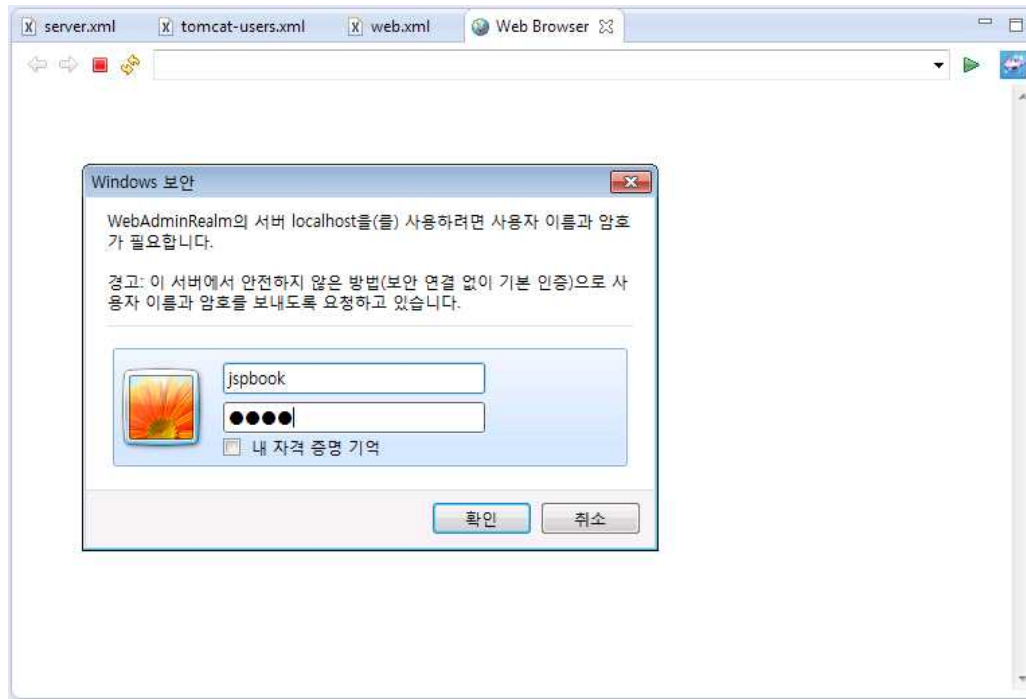 server.xml tomcat-users.xml web.xml Web Browser
Windows 보안
WebAdminRealm의 서버 localhost을(를) 사용하려면 사용자 이름과 암호
가 필요합니다.
경고: 이 서버에서 안전하지 않은 방법(보안 연결 없이 기본 인증)으로 사
용자 이름과 암호를 보내도록 요청하고 있습니다.
jspbook
●●●●
내 자격 증명 기억
확인 취소